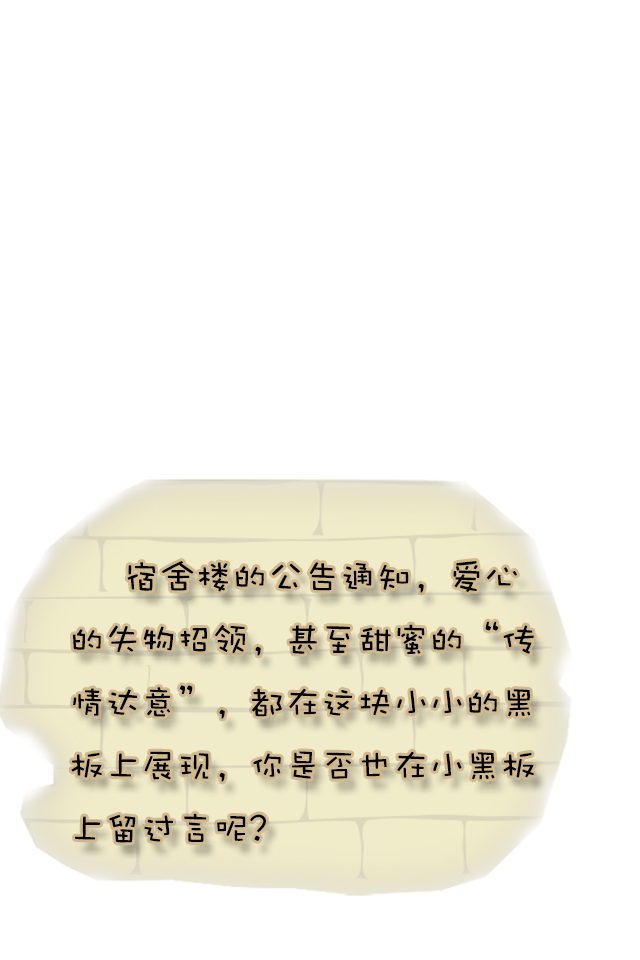 宿舍楼的公告通知，爱心
的失物招领，甚至甜蜜的“传
情达意”，都在这块小小的黑
板上展现，你是否也在小黑板
上留过言呢？